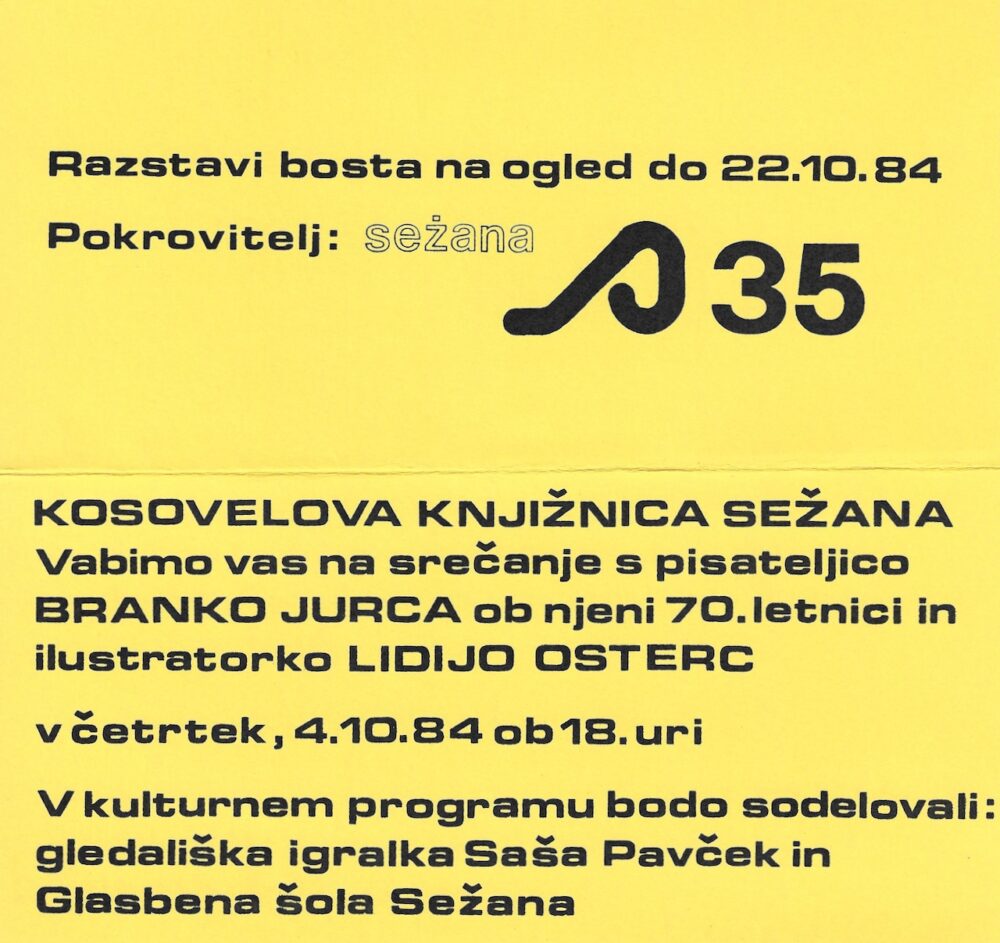 Razstavi bosta na ogled do 22.10.84
Pokrovitelj: sežana
35
KOSOVELOVA KNJIŽNICA SEŽANA
Vabimo vas na srečanje s pisateljico
BRANKO JURCA ob njeni 70. letnici in
ilustratorko LIDIJO OSTERC
v četrtek, 4.10.84 ob 18. uri
V kulturnem programu bodo sodelovali:
gledališka igralka Saša Pavček in
Glasbena šola Sežana